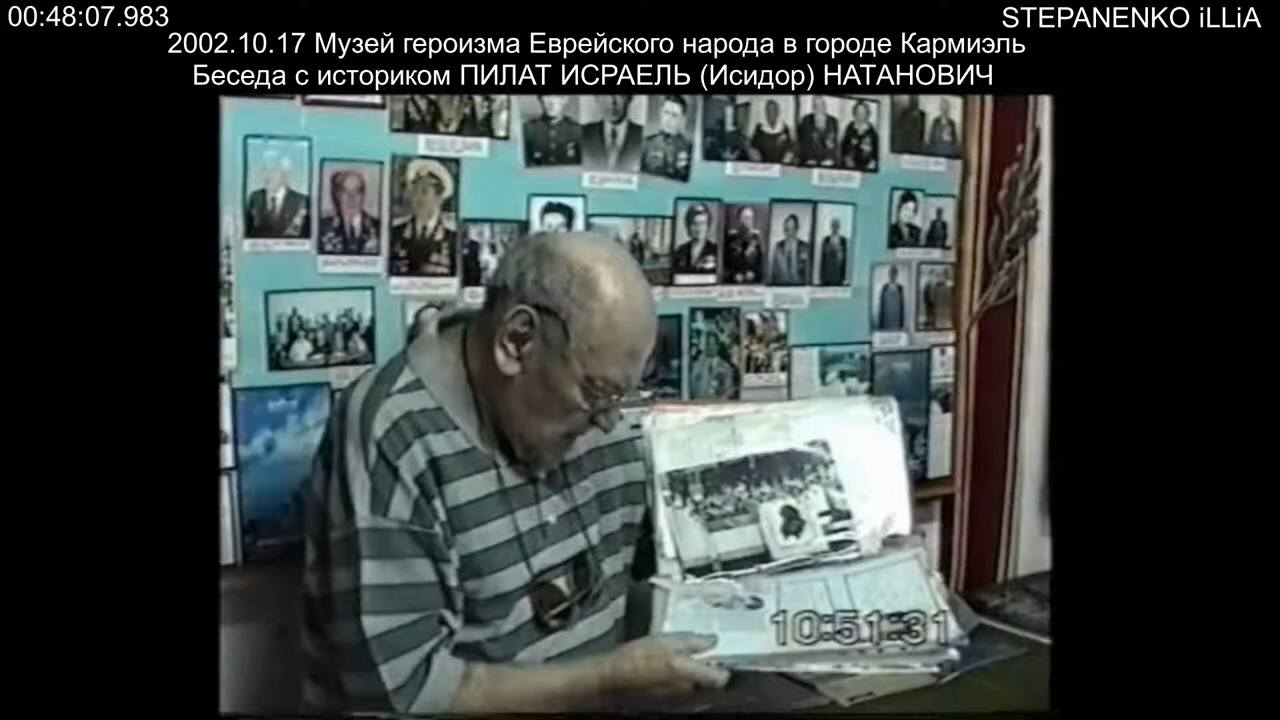 00:48:07.983
STEPANENKO iLLiA
2002.10.17 Музей героизма Еврейского народа в городе Кармиэль
Беседа с историком ПИЛАТ ИСРАЕЛЬ (Исидор) НАТАНОВИЧ
10:51:31